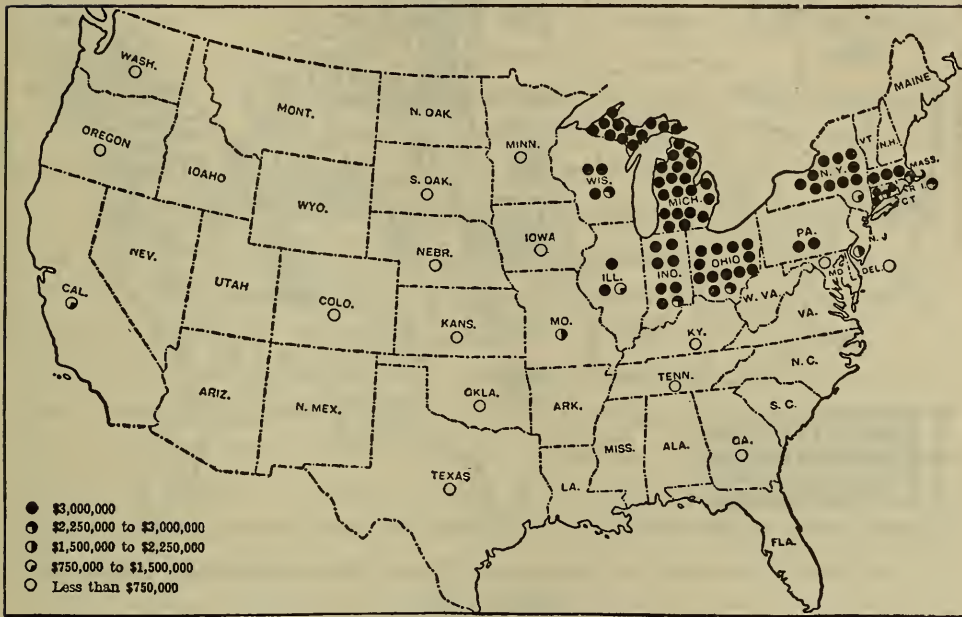 WASH.
MONT.
N. DAK.
MINN.
MAINE
OREGON
IDAHO
S. DAK.
WIS.
MICH.
N. Y.
VT.
N.H.
MASS.
R I.
CT
WYO.
NEBR.
IOWA
PA.
N. J
NEV.
UTAH
COLO.
ILL.
IND.
OHIO
MD.
DEL.
CAL.
KANS.
MO.
W. VA.
VA.
KY.
ARIZ.
N. MEX.
OKLA.
ARK.
TENN.
N. C.
S. C.
TEXAS
LA.
MISS.
ALA.
GA.
FLA.
$3,000,000
$2,250,000 to $3,000,000
$1,500,000 to $2,250,000
$750,000 to $1,500,000
Less than $750,000